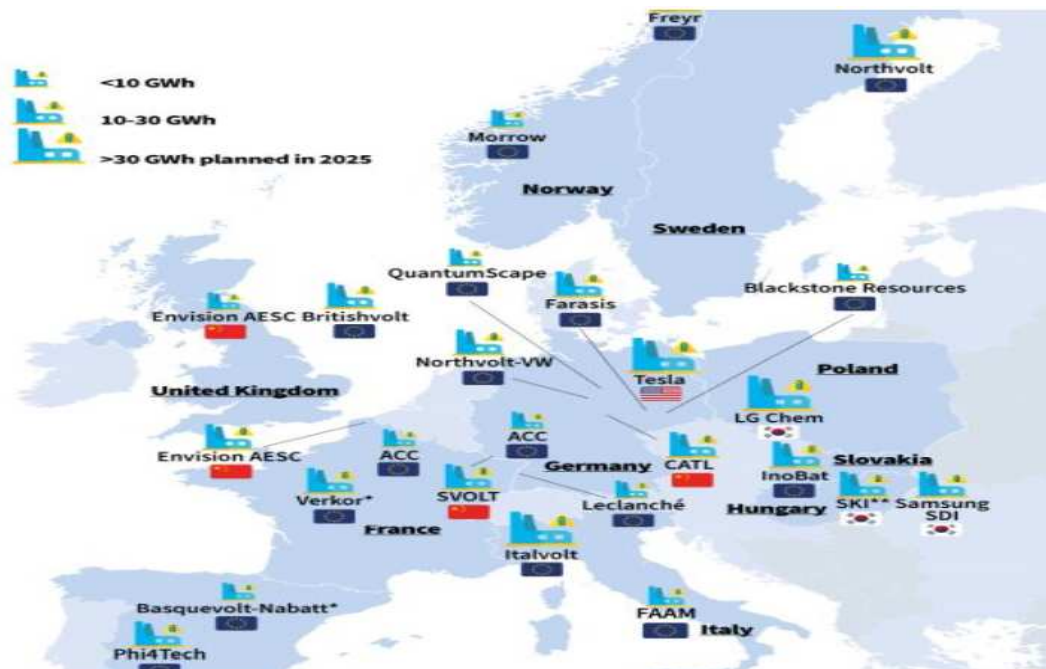 Freyr
Northvolt
<10 GWh
10-30 GWh
>30 GWh planned in 2025
Morrow
Norway
Sweden
QuantumScape
Farasis
Blackstone Resources
Envision AESC
Britishvolt
Northvolt-VW
Tesla
Poland
United Kingdom
LG Chem
ACC
Envision AESC
ACC
Germany
CATL
Slovakia
InoBat
Verkor*
SVOLT
Leclanché
Hungary
SKI**
Samsung
SDI
France
Italvolt
Basquevolt-Nabatt*
FAAM
Italy
Phi4Tech